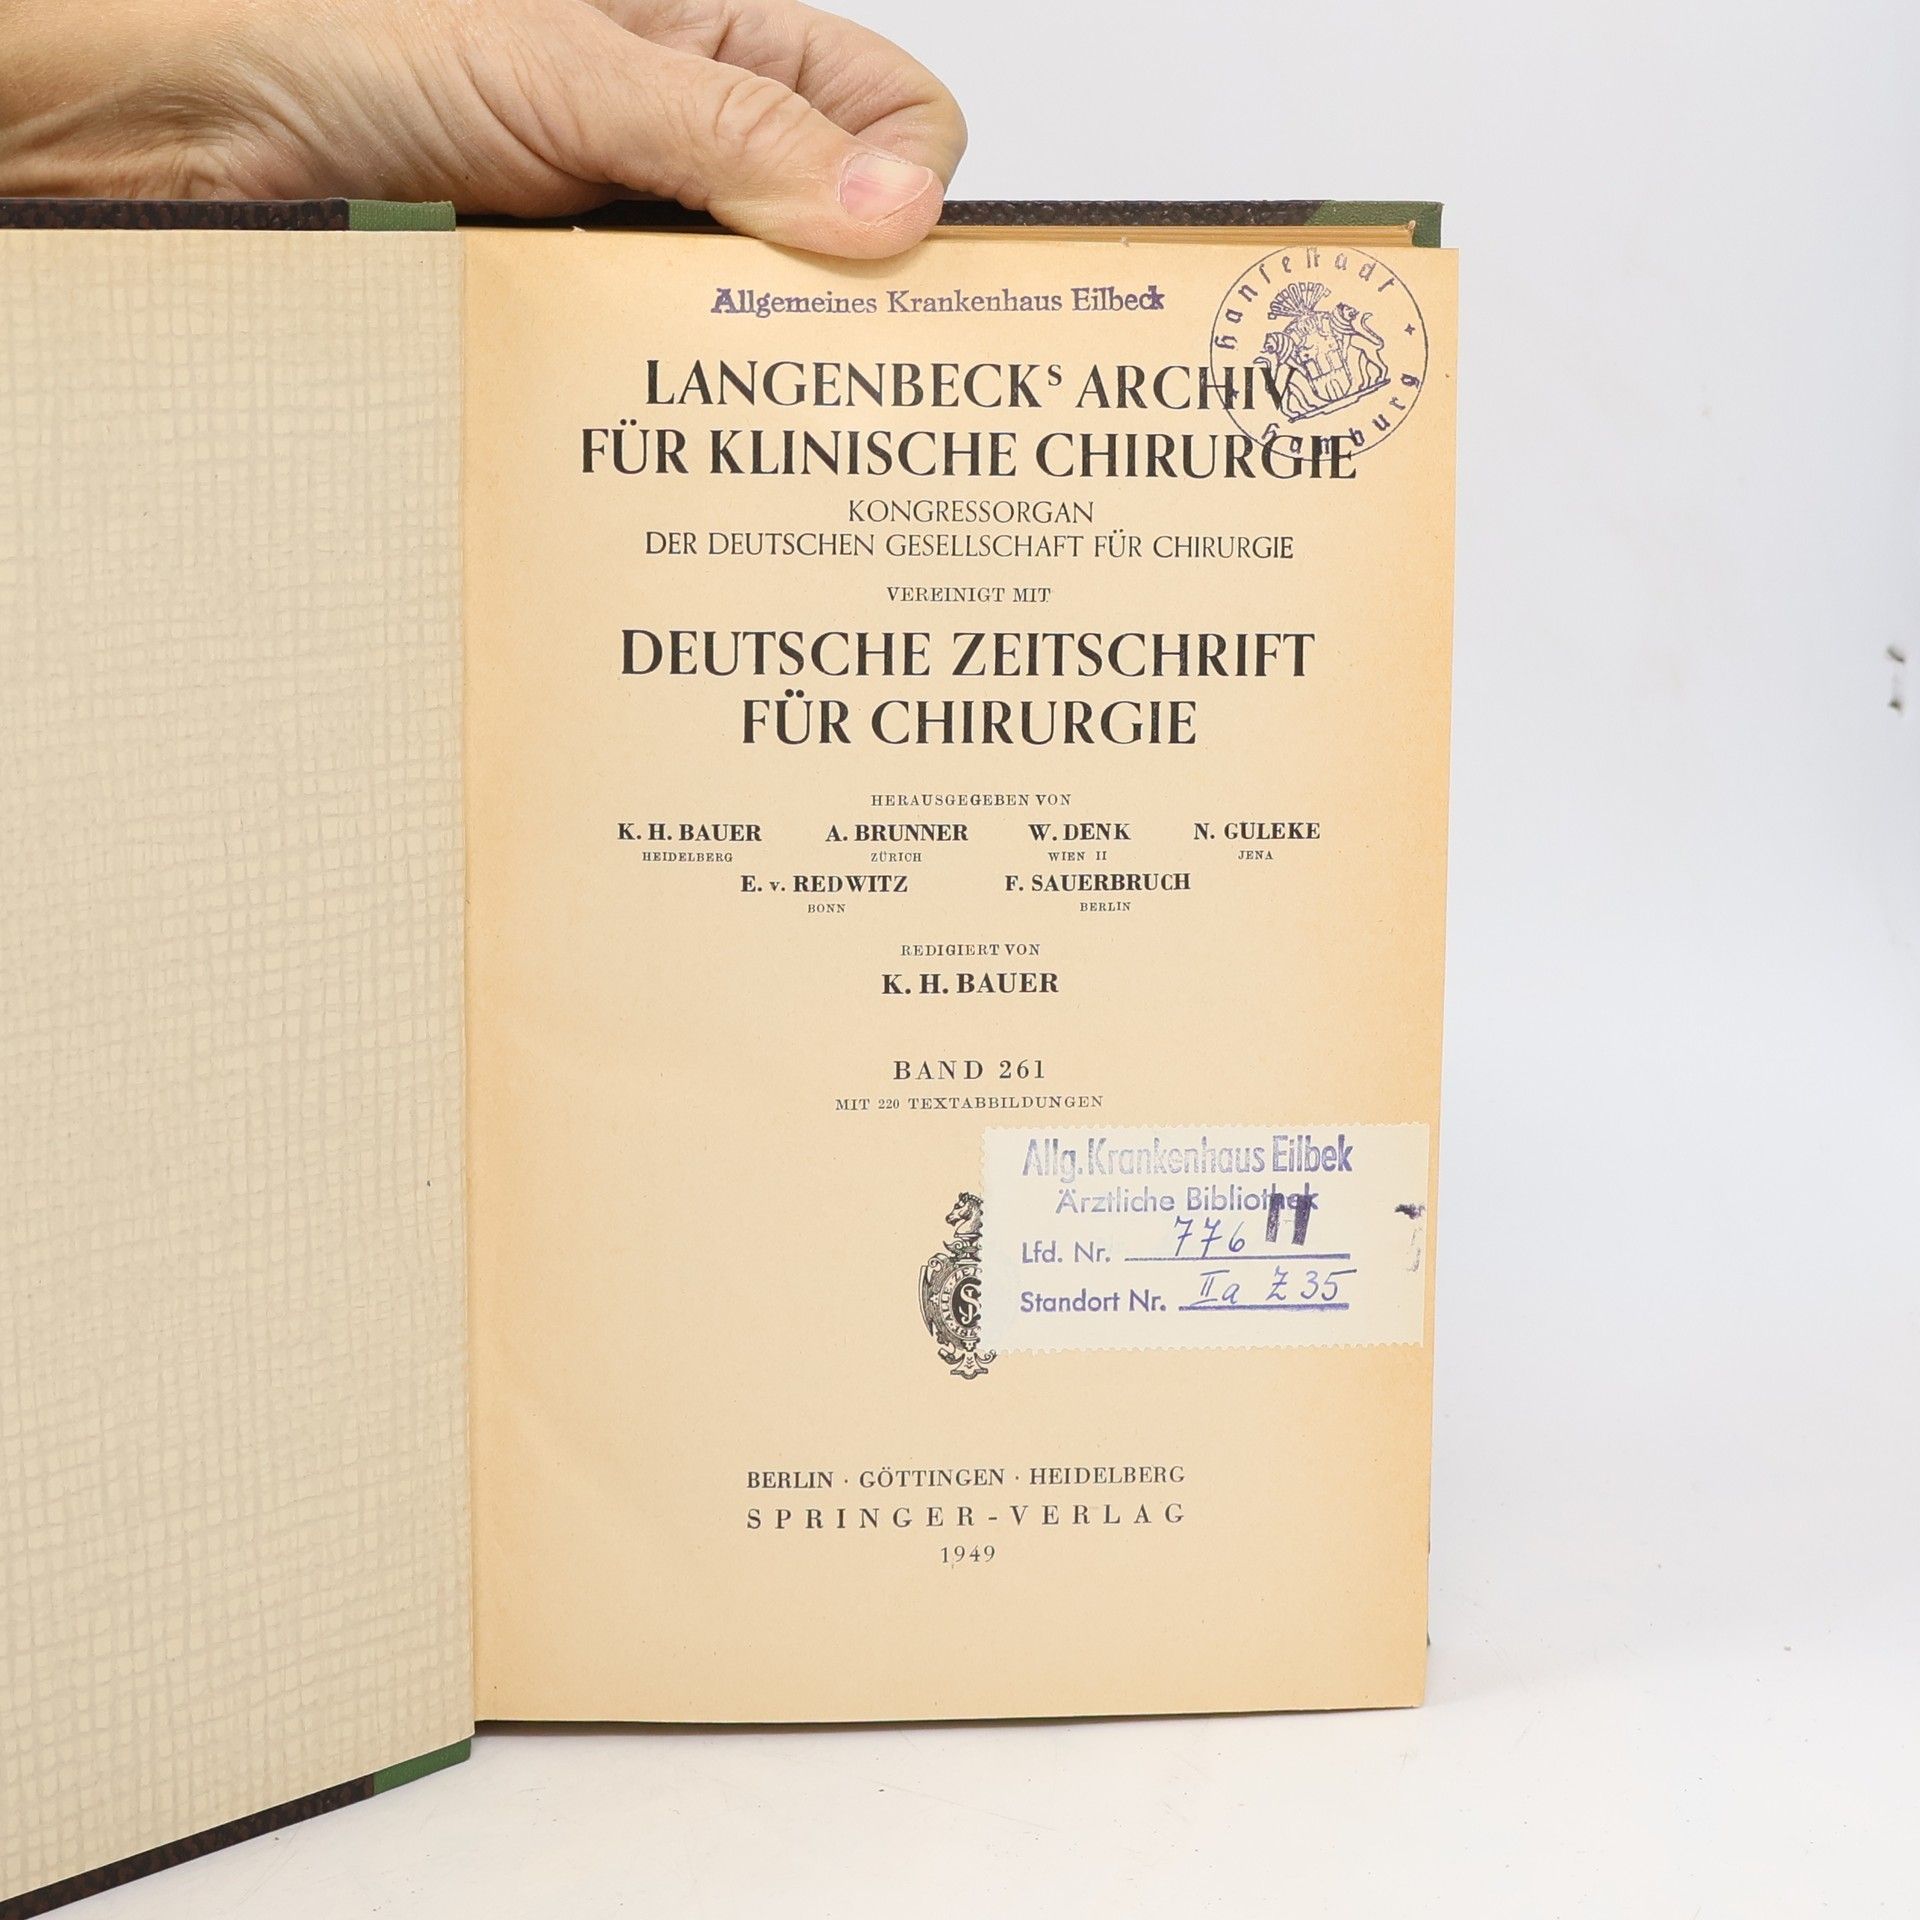 Allgemeines Krankenhaus Eilbeck
Hansestadt Hamburg
LANGENBECKS ARCHIV
FÜR KLINISCHE CHIRURGIE
KONGRESSORGAN
DER DEUTSCHEN GESELLSCHAFT FÜR CHIRURGIE
VEREINIGT MIT
DEUTSCHE ZEITSCHRIFT
FÜR CHIRURGIE
HERAUSGEGEBEN VON
K. H. BAUER A. BRUNNER W. DENK N. GULEKE
HEIDELBERG ZÜRICH WIEN II JENA
E. v. REDWITZ F. SAUERBRUCH
BONN BERLIN
REDIGIERT VON
K. H. BAUER
BAND 261
MIT 220 TEXTABBILDUNGEN
Allg. Krankenhaus Eilbek
Ärztliche Bibliothek
Lfd. Nr. 776
Standort Nr. IIa Z 35
BERLIN · GÖTTINGEN · HEIDELBERG
SPRINGER-VERLAG
1949